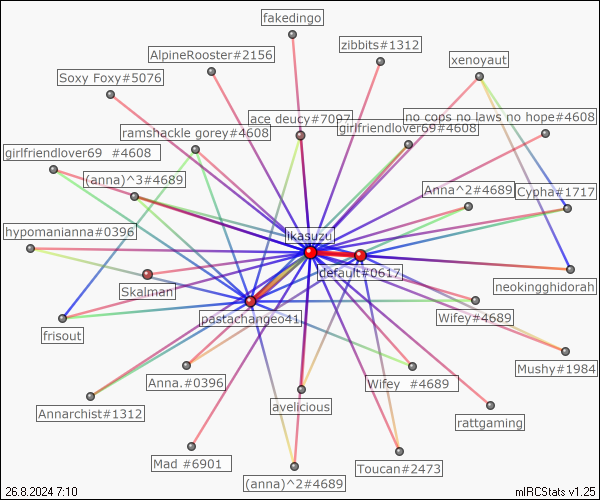 fakedingo
zibbits#1312
AlpineRooster#2156
xenoyaut
Soxy Foxy#5076
ace deucy#7097
no cops no laws no hope#4608
ramshackle gorey#4608
girlfriendlover69#4608
girlfriendlover69 #4608
(anna)^3#4689
Anna^2#4689
Cypha#1717
hypomanianna#0396
ikasuzu
default#0617
Skalman
neokingghidorah
pastachangeo41
Wifey#4689
frisout
Mushy#1984
Anna.#0396
Wifey #4689
Annarchist#1312
avelicious
rattgaming
Mad #6901
Toucan#2473
(anna)^2#4689
26.8.2024 7:10
mIRCStats v1.25